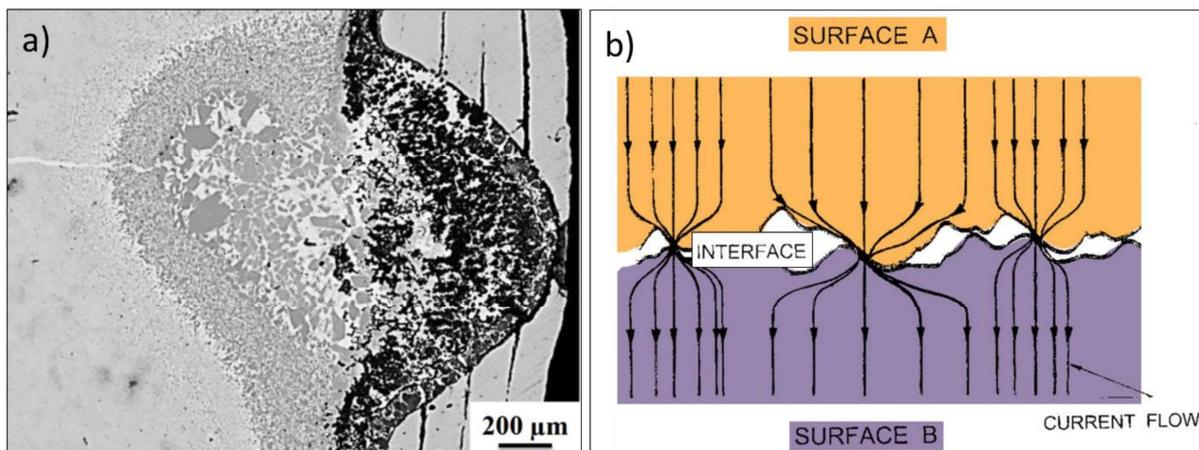 a)
200 μm
b)
SURFACE A
INTERFACE
SURFACE B
CURRENT FLOW